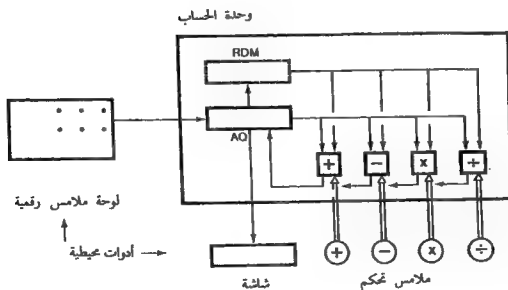 وحدة الحساب
RDM
AO
+ − x ÷
لوحة ملامس رقمية
أدوات محيطية
+ − x ÷
شاشة
ملامس تحكم